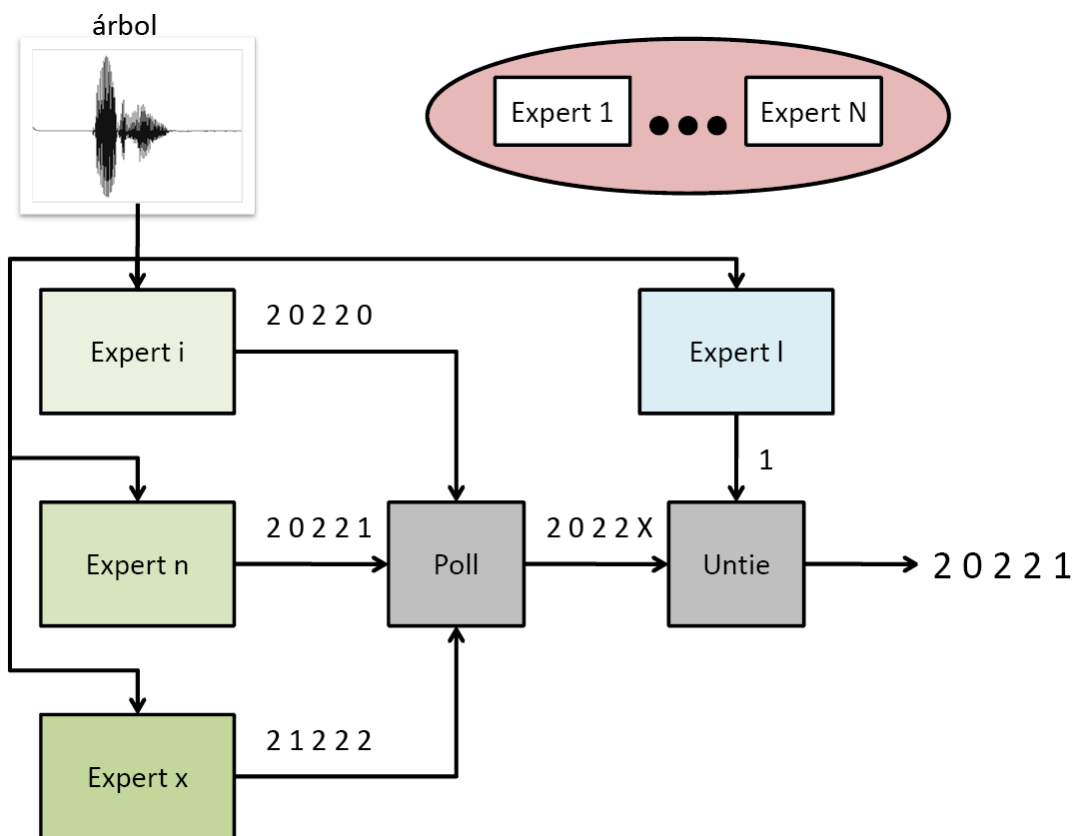 árbol
Expert 1
Expert N
Expert i
2 0 2 2 0
Expert l
1
Expert n
2 0 2 2 1
Poll
2 0 2 2 X
Untie
2 0 2 2 1
Expert x
2 1 2 2 2